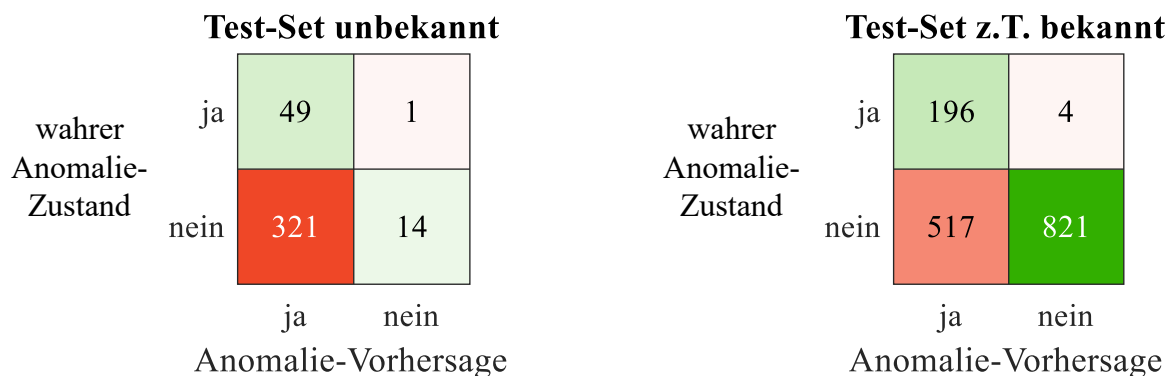 Test-Set unbekannt
wahrer
Anomalie-
Zustand
ja
49
1
nein
321
14
ja
nein
Anomalie-Vorhersage
Test-Set z.T. bekannt
wahrer
Anomalie-
Zustand
ja
196
4
nein
517
821
ja
nein
Anomalie-Vorhersage